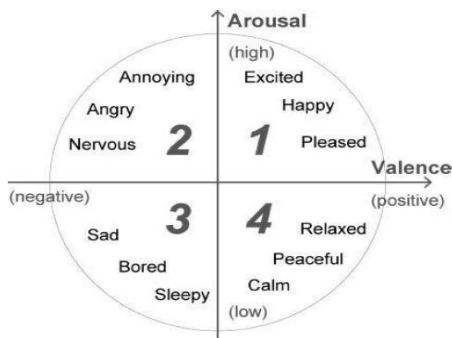 Arousal
(high)
Annoying Excited
Angry Happy
Nervous 2 1 Pleased
Valence
(negative) (positive)
3 4
Sad Relaxed
Bored Peaceful
Sleepy Calm
(low)